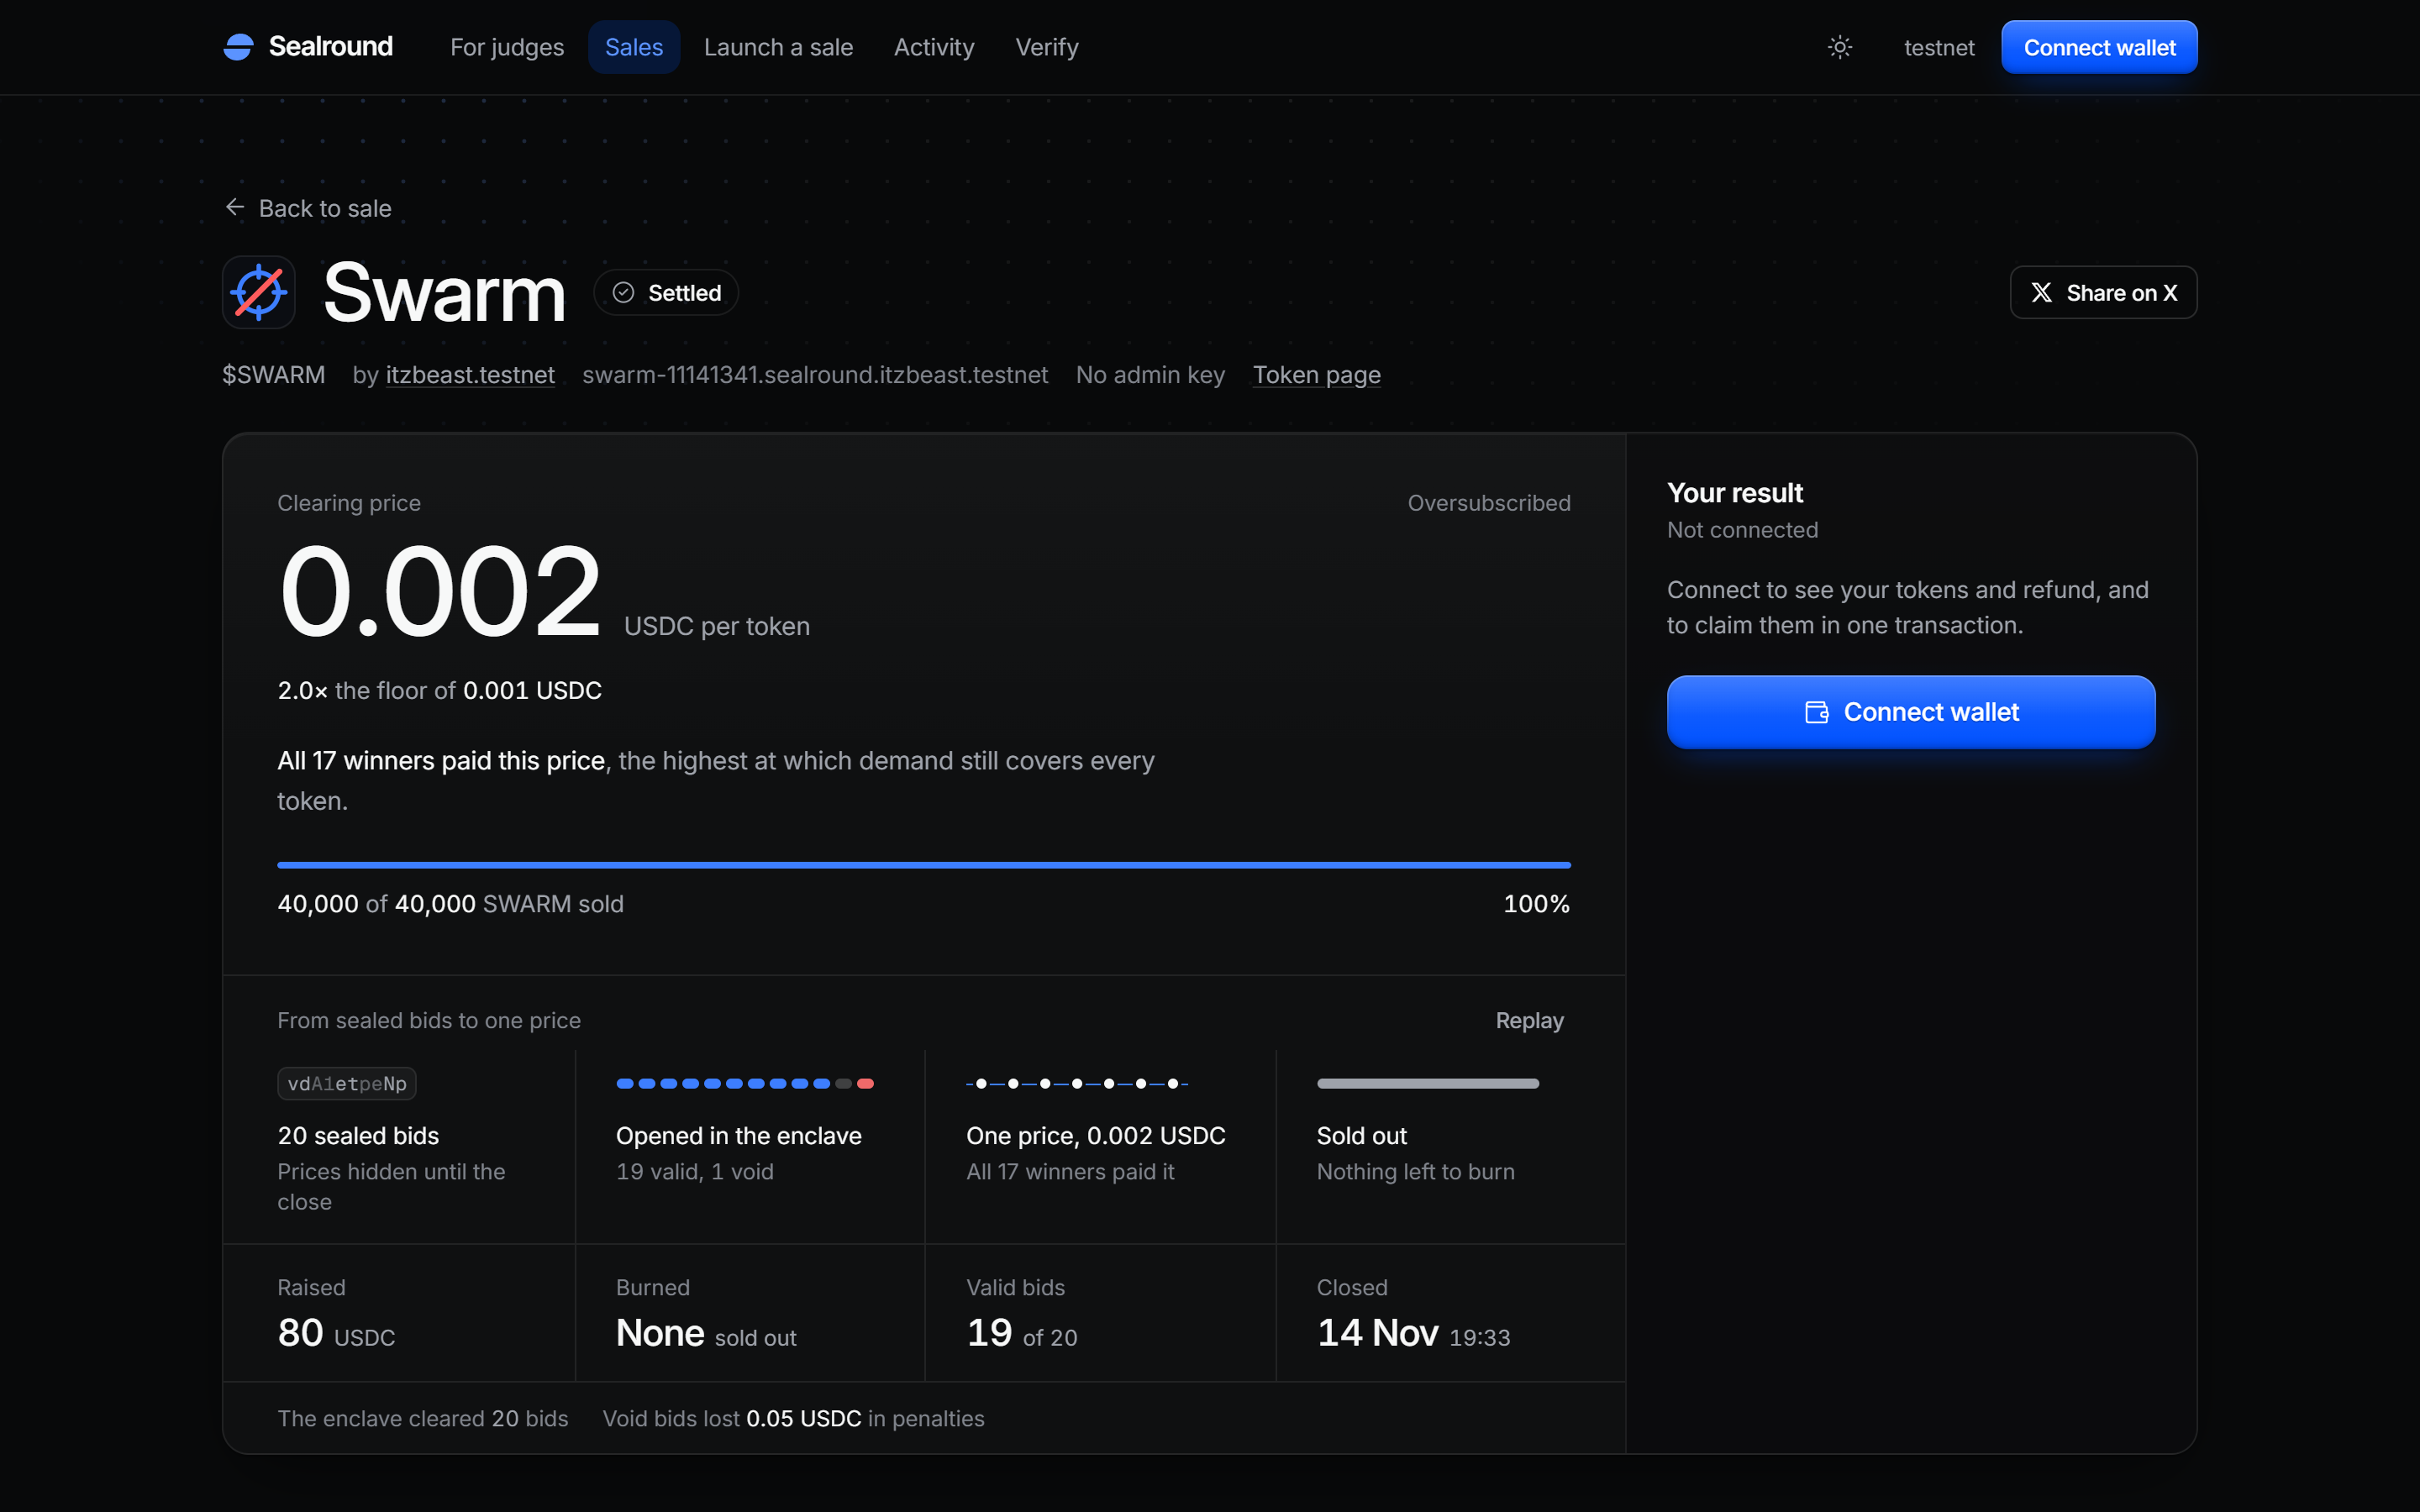 Sealround
For judges
Sales
Launch a sale
Activity
Verify
testnet
Connect wallet
Back to sale
Swarm
Settled
Share on X
$SWARM by itzbeast.testnet swarm-11141341.sealround.itzbeast.testnet No admin key Token page
Clearing price
Oversubscribed
0.002 USDC per token
2.0× the floor of 0.001 USDC
All 17 winners paid this price, the highest at which demand still covers every
token.
40,000 of 40,000 SWARM sold
100%
Your result
Not connected
Connect to see your tokens and refund, and
to claim them in one transaction.
Connect wallet
From sealed bids to one price
Replay
vdA1etpeNp
20 sealed bids
Prices hidden until the
close
Opened in the enclave
19 valid, 1 void
One price, 0.002 USDC
All 17 winners paid it
Sold out
Nothing left to burn
Raised
80 USDC
Burned
None sold out
Valid bids
19 of 20
Closed
14 Nov 19:33
The enclave cleared 20 bids Void bids lost 0.05 USDC in penalties